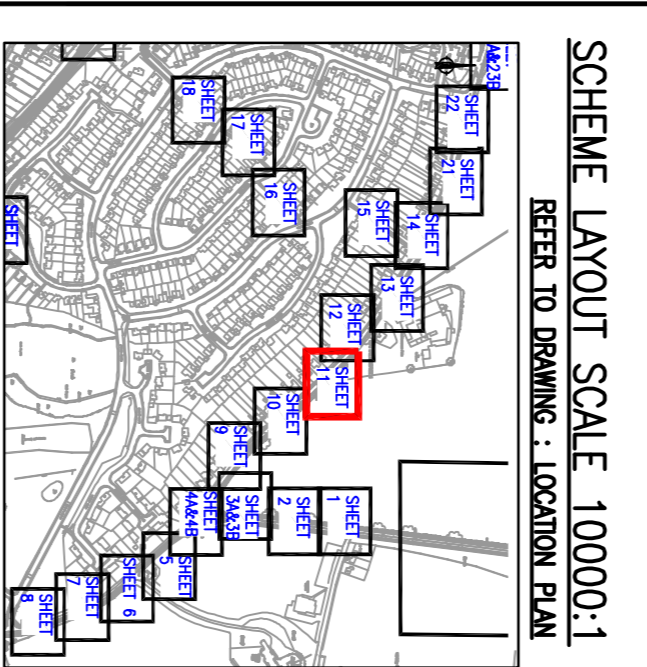 SCHEME LAYOUT SCALE 10000:1
REFER TO DRAWING : LOCATION PLAN
A&23B
SHEET
22
SHEET
21
SHEET
14
SHEET
15
SHEET
13
SHEET
12
SHEET
11
SHEET
10
SHEET
9
SHEET
18
SHEET
17
SHEET
16
SHEET
1
SHEET
2
SHEET
3A&3B
SHEET
4A&4B
SHEET
5
SHEET 6
SHEET
7
SHEET
8
SHEET